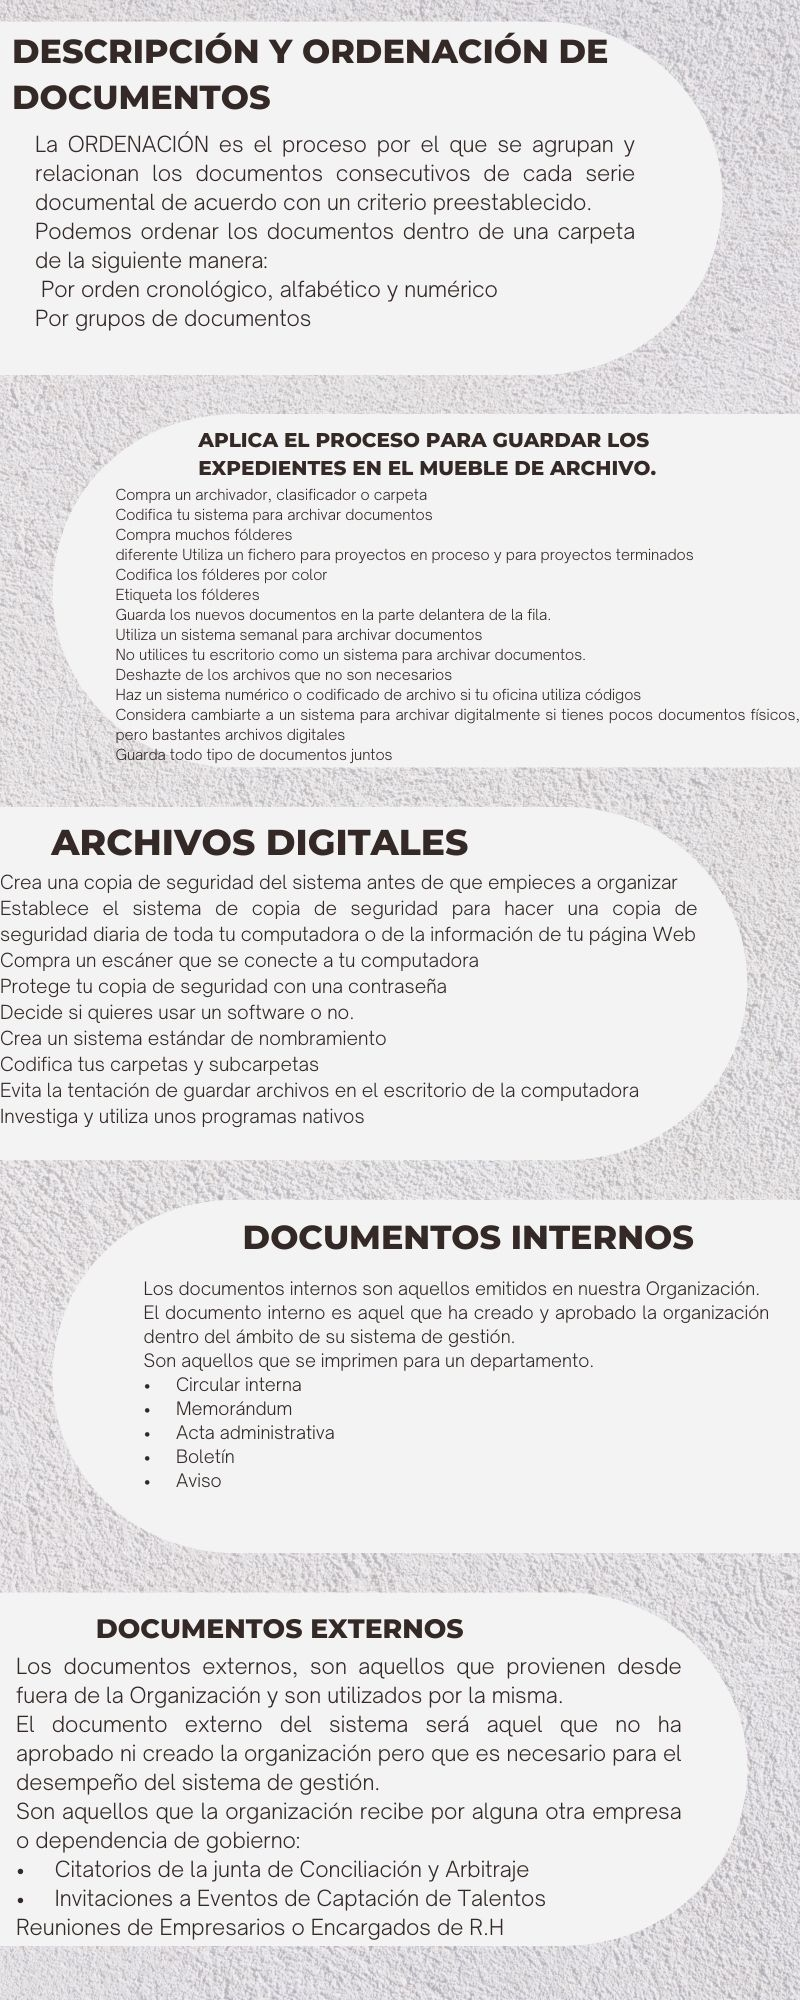 DESCRIPCIÓN Y ORDENACIÓN DE
DOCUMENTOS
La ORDENACIÓN es el proceso por el que se agrupan y
relacionan los documentos consecutivos de cada serie
documental de acuerdo con un criterio preestablecido.
Podemos ordenar los documentos dentro de una carpeta
de la siguiente manera:
Por orden cronológico, alfabético y numérico
Por grupos de documentos
APLICA EL PROCESO PARA GUARDAR LOS
EXPEDIENTES EN EL MUEBLE DE ARCHIVO.
Compra un archivador, clasificador o carpeta
Codifica tu sistema para archivar documentos
Compra muchos fólderes
diferente Utiliza un fichero para proyectos en proceso y para proyectos terminados
Codifica los fólderes por color
Etiqueta los fólderes
Guarda los nuevos documentos en la parte delantera de la fila.
Utiliza un sistema semanal para archivar documentos
No utilices tu escritorio como un sistema para archivar documentos.
Deshazte de los archivos que no son necesarios
Haz un sistema numérico o codificado de archivo si tu oficina utiliza códigos
Considera cambiarte a un sistema para archivar digitalmente si tienes pocos documentos físicos,
pero bastantes archivos digitales
Guarda todo tipo de documentos juntos
ARCHIVOS DIGITALES
Crea una copia de seguridad del sistema antes de que empieces a organizar
Establece el sistema de copia de seguridad para hacer una copia de
seguridad diaria de toda tu computadora o de la información de tu página Web
Compra un escáner que se conecte a tu computadora
Protege tu copia de seguridad con una contraseña
Decide si quieres usar un software o no.
Crea un sistema estándar de nombramiento
Codifica tus carpetas y subcarpetas
Evita la tentación de guardar archivos en el escritorio de la computadora
Investiga y utiliza unos programas nativos
DOCUMENTOS INTERNOS
Los documentos internos son aquellos emitidos en nuestra Organización.
El documento interno es aquel que ha creado y aprobado la organización
dentro del ámbito de su sistema de gestión.
Son aquellos que se imprimen para un departamento.
• Circular interna
• Memorándum
• Acta administrativa
• Boletín
• Aviso
DOCUMENTOS EXTERNOS
Los documentos externos, son aquellos que provienen desde
fuera de la Organización y son utilizados por la misma.
El documento externo del sistema será aquel que no ha
aprobado ni creado la organización pero que es necesario para el
desempeño del sistema de gestión.
Son aquellos que la organización recibe por alguna otra empresa
o dependencia de gobierno:
• Citatorios de la junta de Conciliación y Arbitraje
• Invitaciones a Eventos de Captación de Talentos
Reuniones de Empresarios o Encargados de R.H